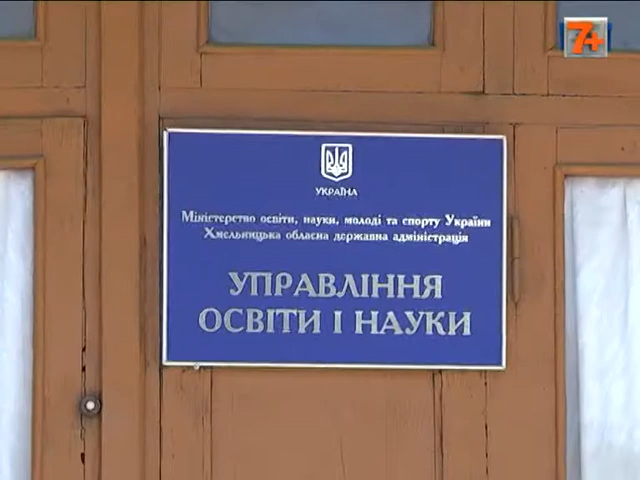 7+
УКРАЇНА
Міністерство освіти, науки, молоді та спорту України
Хмельницька обласна державна адміністрація
УПРАВЛІННЯ
ОСВІТИ І НАУКИ